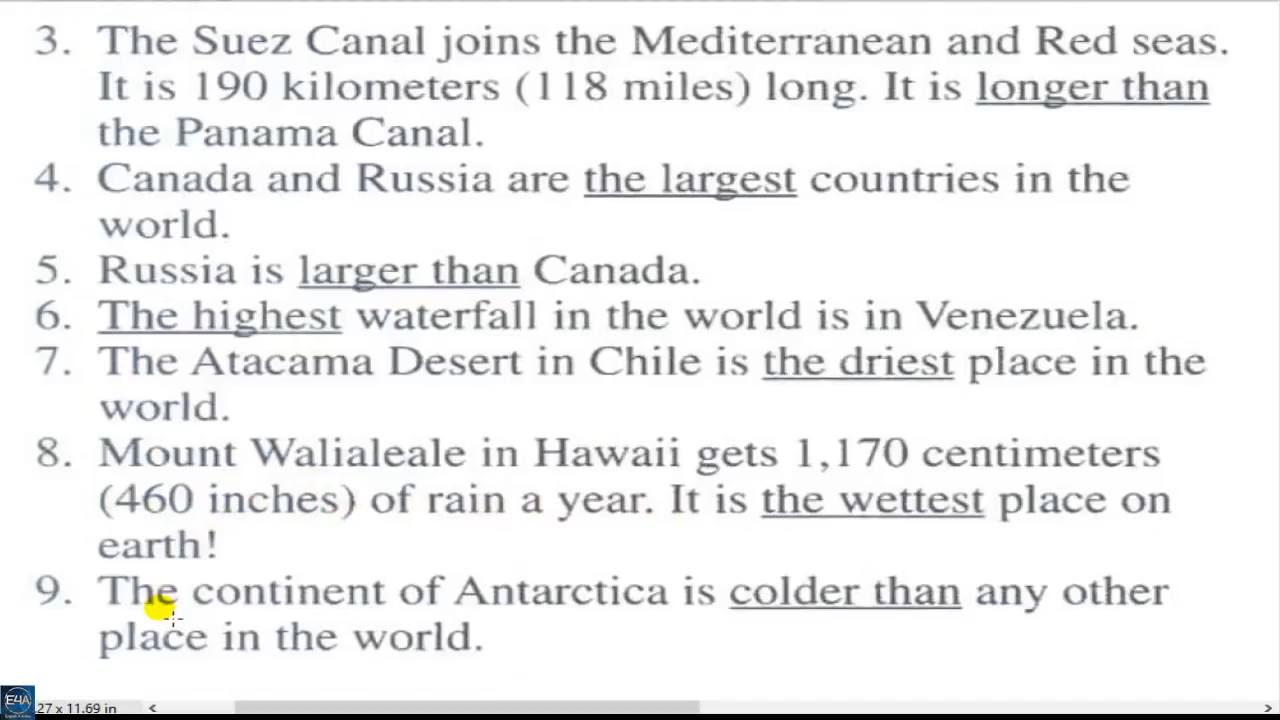 3. The Suez Canal joins the Mediterranean and Red seas.
It is 190 kilometers (118 miles) long. It is longer than
the Panama Canal.
4. Canada and Russia are the largest countries in the
world.
5. Russia is larger than Canada.
6. The highest waterfall in the world is in Venezuela.
7. The Atacama Desert in Chile is the driest place in the
world.
8. Mount Walialeale in Hawaii gets 1,170 centimeters
(460 inches) of rain a year. It is the wettest place on
earth!
9. The continent of Antarctica is colder than any other
place in the world.
E4A
27 x 11.69 in